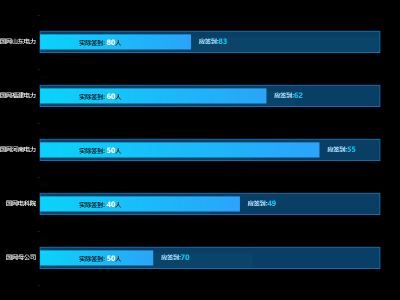 国网山东电力 实际签到: 80人 应签到:83
国网福建电力 实际签到: 60人 应签到:62
国网河南电力 实际签到: 50人 应签到:55
国网电科院 实际签到: 40人 应签到:49
国网母公司 实际签到: 50人 应签到:70